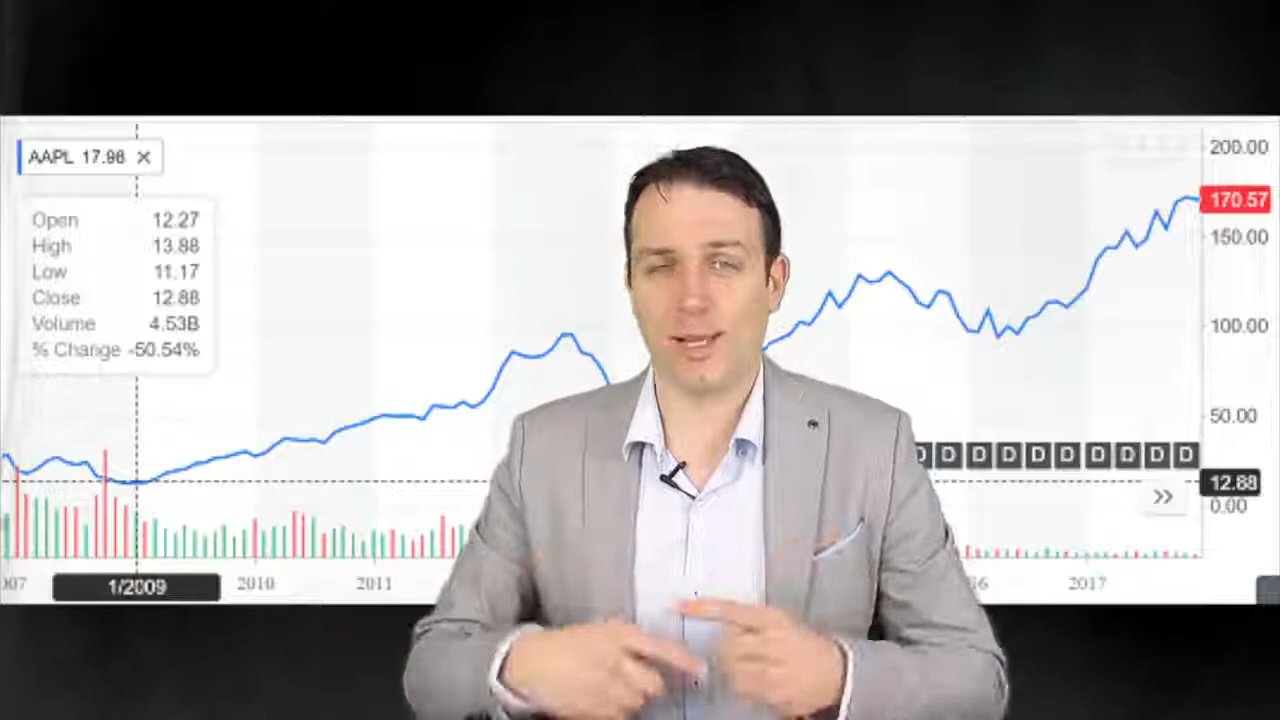 AAPL 17.98 ×
Open 12.27
High 13.88
Low 11.17
Close 12.88
Volume 4.53B
% Change -50.54%
200.00
170.57
150.00
100.00
50.00
D D D D D D D D D
12.88
»
0.00
1/2009 2010 2011 2017